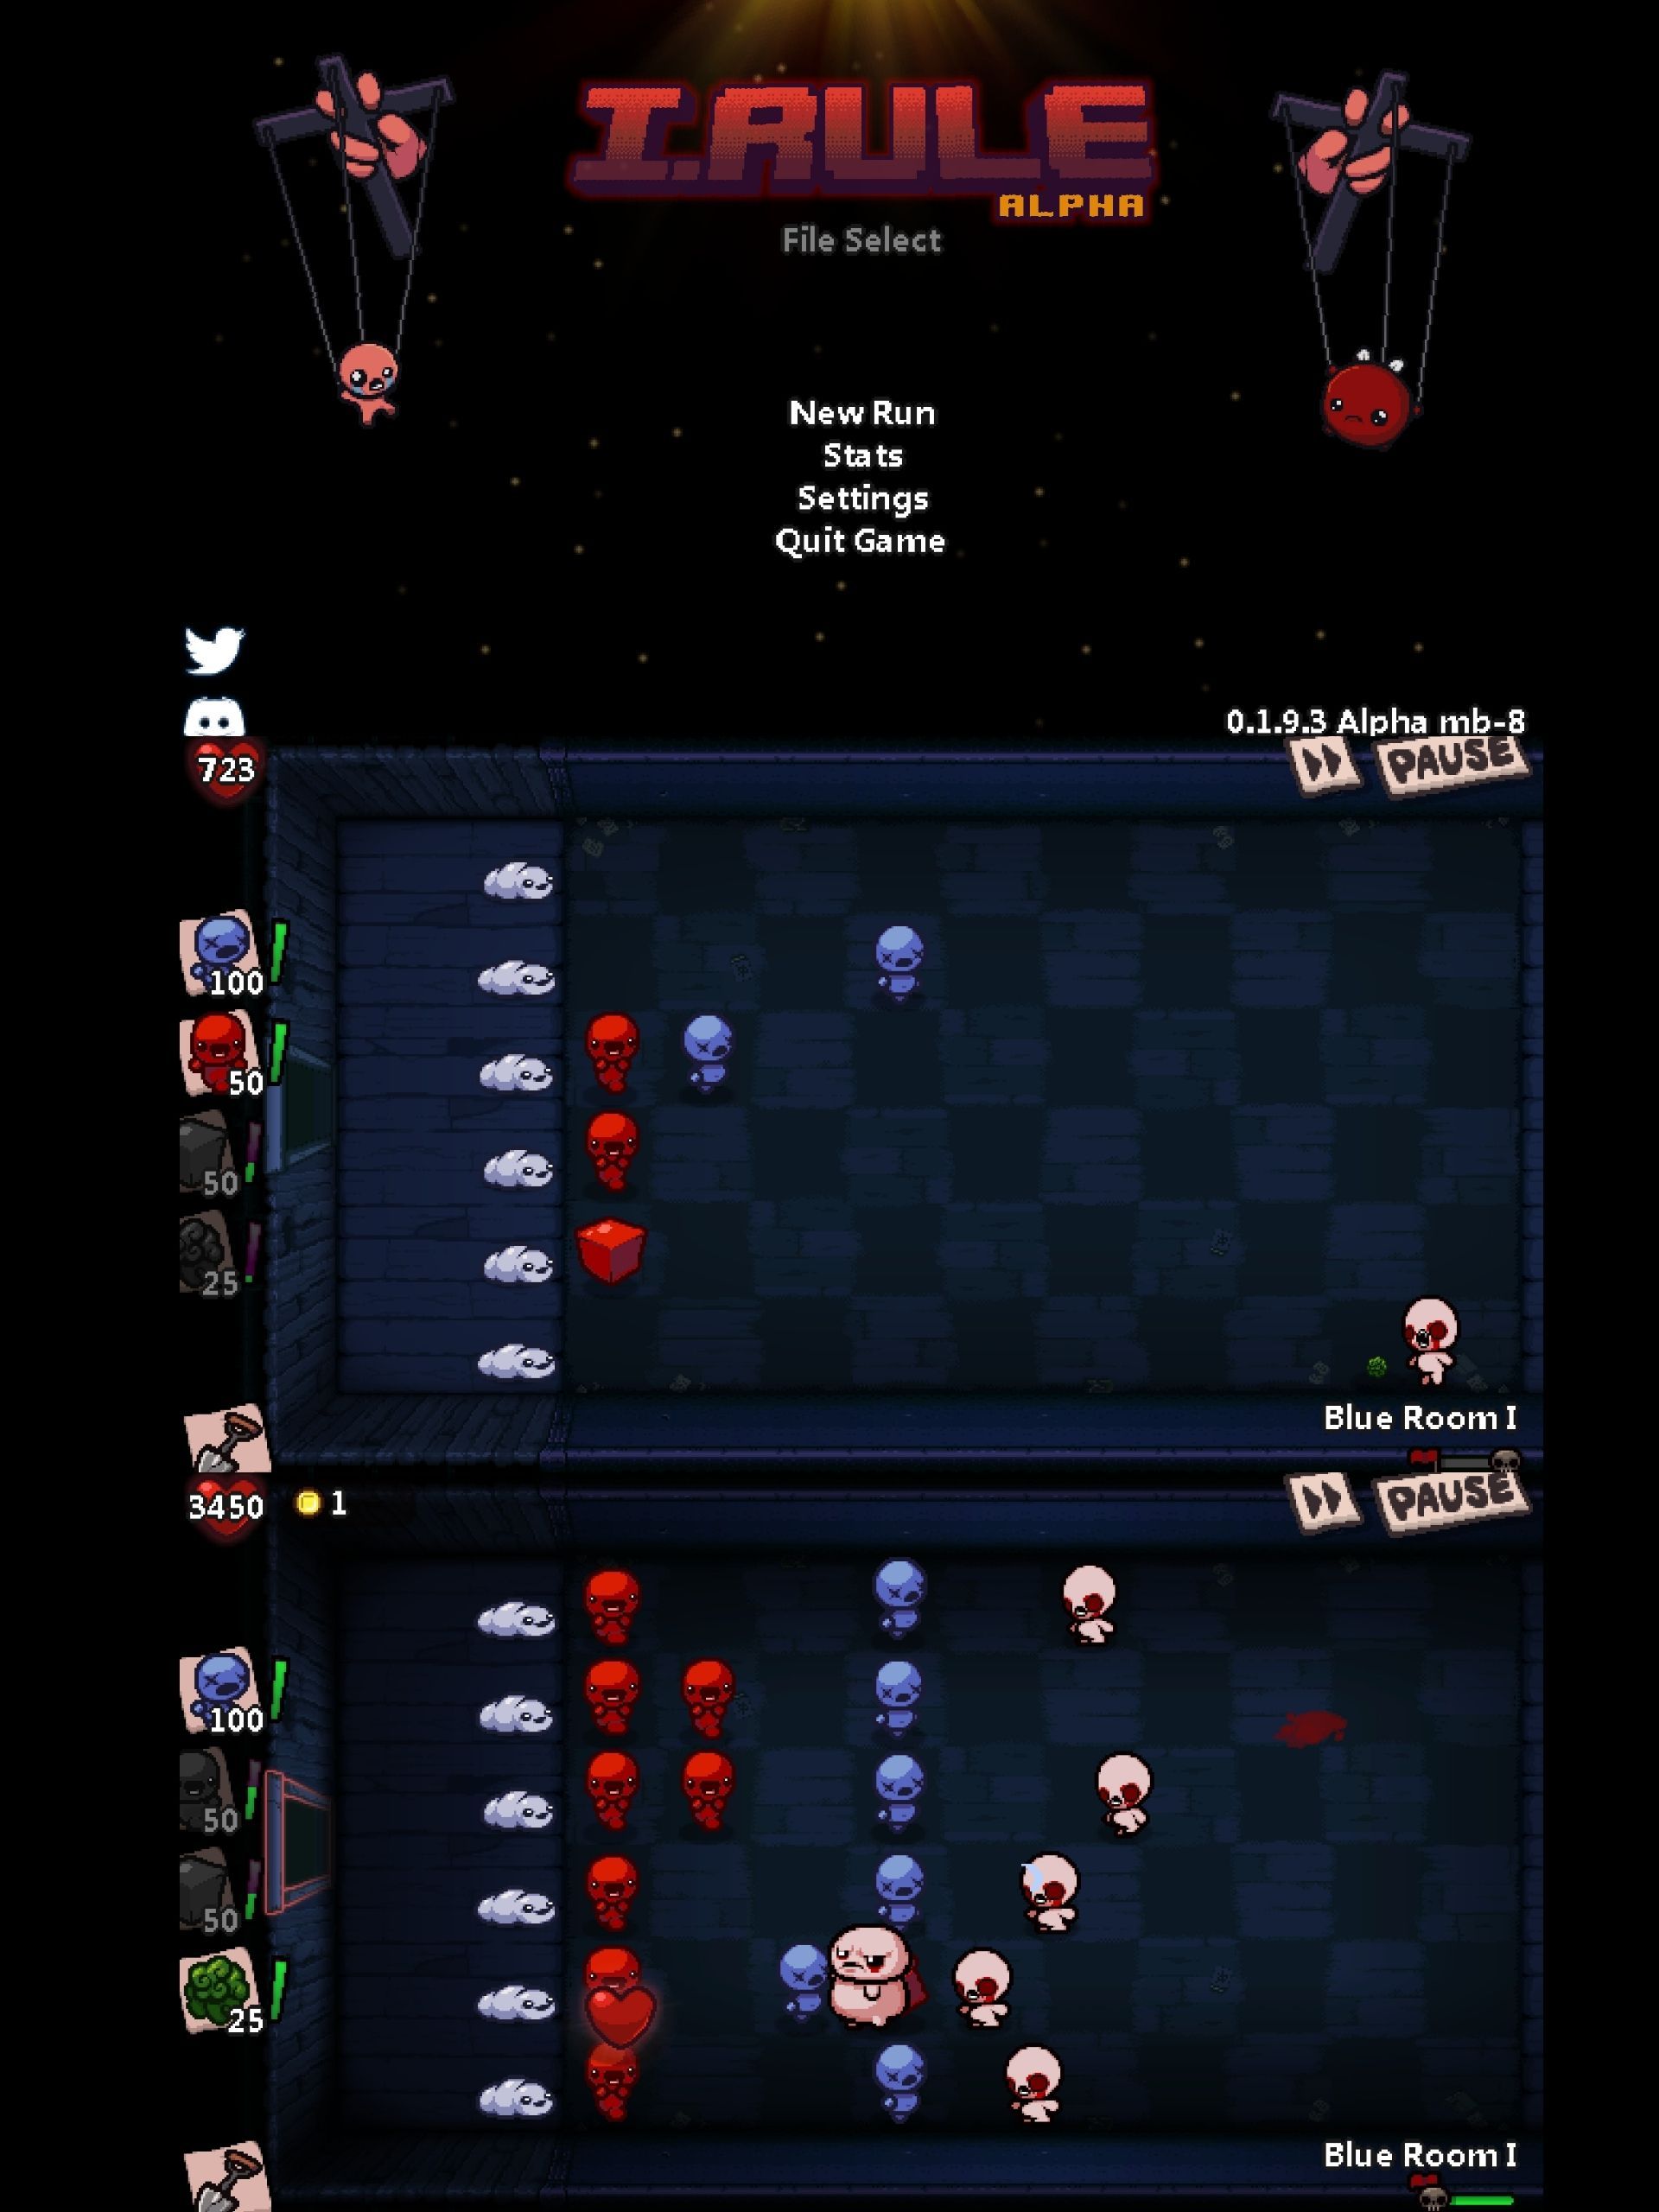 I.RULE
ALPHA
File Select
New Run
Stats
Settings
Quit Game
0.1.9.3 Alpha mb-8
723
PAUSE
100
50
50
25
Blue Room I
3450
1
PAUSE
100
50
50
25
Blue Room I